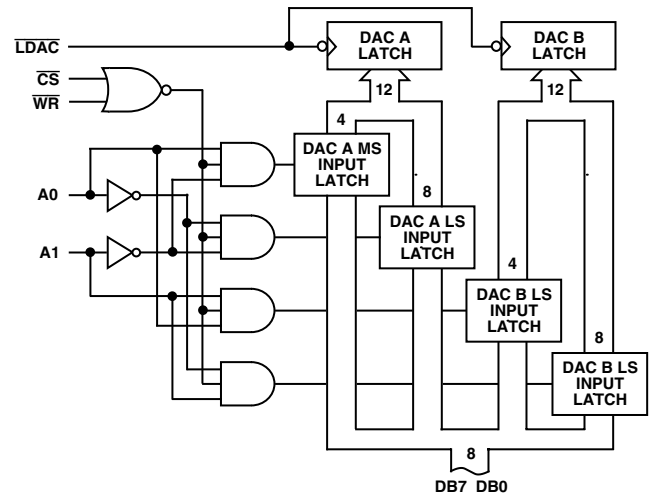 DAC A
LATCH
DAC B
LATCH
LDAC
CS
WR
12
12
4
DAC A MS
INPUT
LATCH
A0
8
DAC A LS
INPUT
LATCH
A1
4
DAC B LS
INPUT
LATCH
8
DAC B LS
INPUT
LATCH
8
DB7 DB0